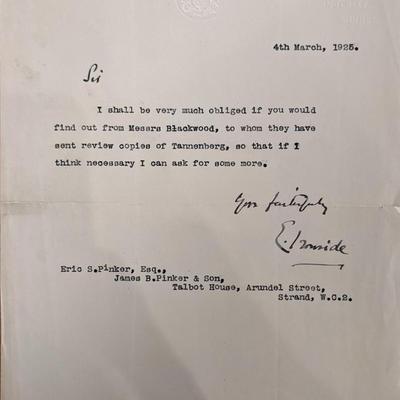 4th March, 1925.
Sir
I shall be very much obliged if you would
find out from Messrs Blackwood, to whom they have
sent review copies of Tannenberg, so that if I
think necessary I can ask for some more.
Your faithfully
E. Ironside
Eric S.Pinker, Esq.,
James B.Pinker & Son,
Talbot House, Arundel Street,
Strand, W.C.2.